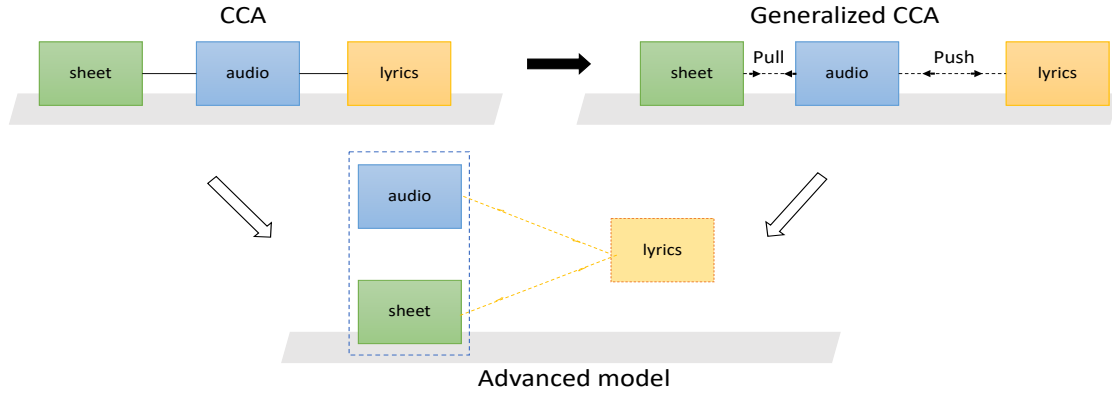 CCA
Generalized CCA
sheet
audio
lyrics
sheet
Pull
audio
Push
lyrics
audio
lyrics
sheet
Advanced model